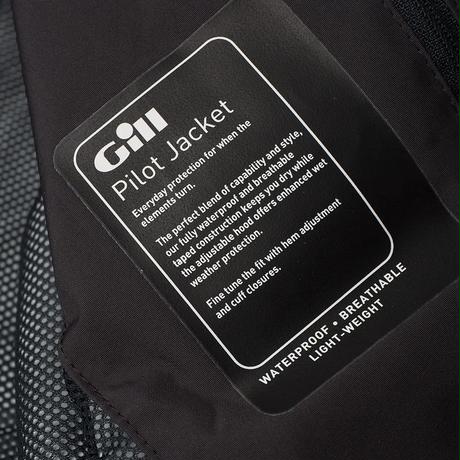 Gill
Pilot Jacket
Everyday protection for when the
elements turn.
The perfect blend of capability and style,
our fully waterproof and breathable
taped construction keeps you dry while
the adjustable hood offers enhanced wet
weather protection.
Fine tune the fit with hem adjustment
and cuff closures.
WATERPROOF • BREATHABLE
LIGHT-WEIGHT